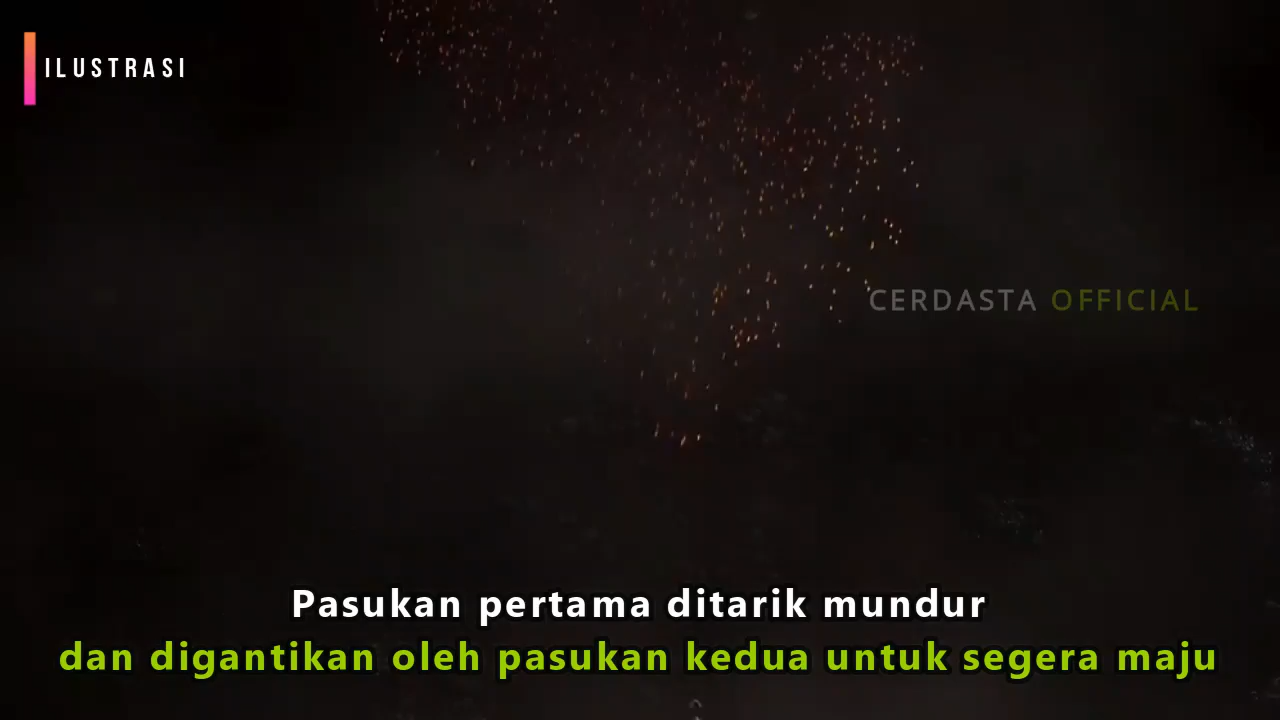 ILUSTRASI
CERDASTA OFFICIAL
Pasukan pertama ditarik mundur
dan digantikan oleh pasukan kedua untuk segera maju